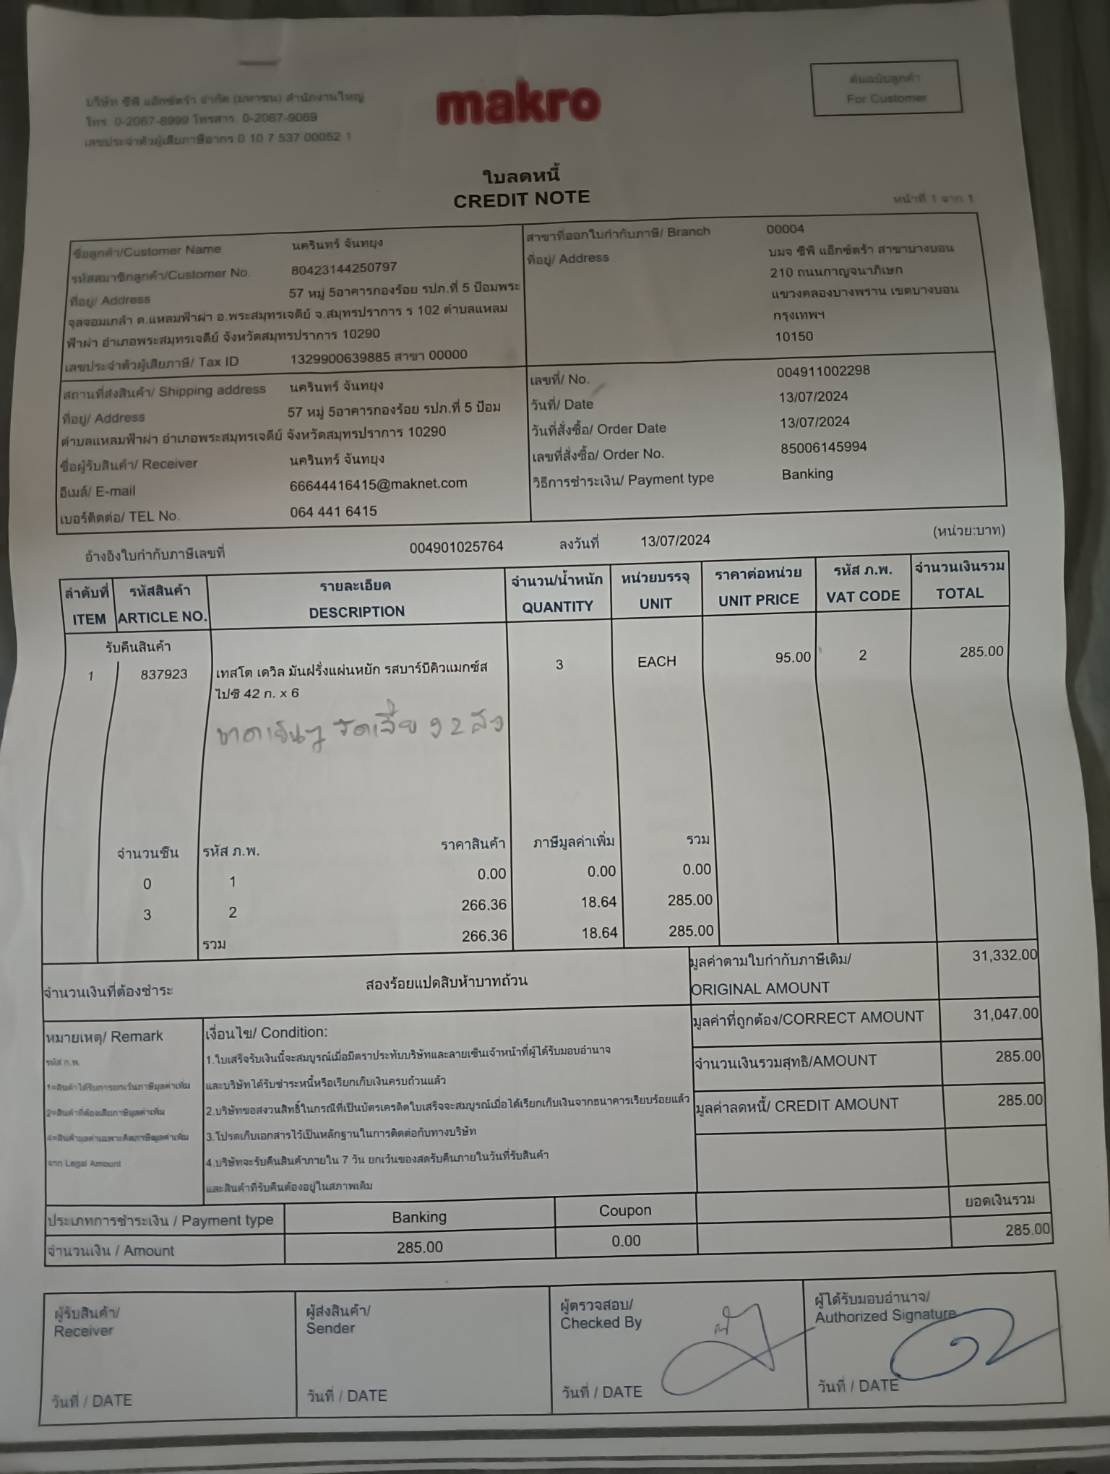 บริษัท ซีพี แอ็กซ์ตร้า จำกัด (มหาชน) สำนักงานใหญ่
โทร. 0-2067-8999 โทรสาร. 0-2067-9069
เลขประจำตัวผู้เสียภาษีอากร 0 10 7 537 00052 1
makro
ต้นฉบับลูกค้า
For Customer
ใบลดหนี้
CREDIT NOTE
หน้าที่ 1 จาก 1
ชื่อลูกค้า/Customer Name นครินทร์ จันทยุง
รหัสสมาชิกลูกค้า/Customer No. 80423144250797
ที่อยู่/ Address 57 หมู่ 5อาคารกองร้อย รปภ.ที่ 5 ป้อมพระ
จุลจอมเกล้า ต.แหลมฟ้าผ่า อ.พระสมุทรเจดีย์ จ.สมุทรปราการ ร 102 ตำบลแหลม
ฟ้าผ่า อำเภอพระสมุทรเจดีย์ จังหวัดสมุทรปราการ 10290
เลขประจำตัวผู้เสียภาษี/ Tax ID 1329900639885 สาขา 00000
สาขาที่ออกใบกำกับภาษี/ Branch 00004
ที่อยู่/ Address บมจ ซีพี แอ็กซ์ตร้า สาขาบางบอน
210 ถนนกาญจนาภิเษก
แขวงคลองบางพราน เขตบางบอน
กรุงเทพฯ
10150
สถานที่ส่งสินค้า/ Shipping address นครินทร์ จันทยุง
ที่อยู่/ Address 57 หมู่ 5อาคารกองร้อย รปภ.ที่ 5 ป้อม
ตำบลแหลมฟ้าผ่า อำเภอพระสมุทรเจดีย์ จังหวัดสมุทรปราการ 10290
ชื่อผู้รับสินค้า/ Receiver นครินทร์ จันทยุง
อีเมล์/ E-mail 66644416415@maknet.com
เบอร์ติดต่อ/ TEL No. 064 441 6415
เลขที่/ No. 004911002298
วันที่/ Date 13/07/2024
วันที่สั่งซื้อ/ Order Date 13/07/2024
เลขที่สั่งซื้อ/ Order No. 85006145994
วิธีการชำระเงิน/ Payment type Banking
อ้างอิงใบกำกับภาษีเลขที่ 004901025764 ลงวันที่ 13/07/2024 (หน่วย:บาท)
ลำดับที่ รหัสสินค้า รายละเอียด จำนวน/น้ำหนัก หน่วยบรรจุ ราคาต่อหน่วย รหัส ภ.พ. จำนวนเงินรวม
ITEM ARTICLE NO. DESCRIPTION QUANTITY UNIT UNIT PRICE VAT CODE TOTAL
รับคืนสินค้า
1 837923 เทสโต เดวิล มันฝรั่งแผ่นหยัก รสบาร์บีคิวแมกซ์ส 3 EACH 95.00 2 285.00
ไปซี 42 ก. x 6
จำนวนชิ้น รหัส ภ.พ. ราคาสินค้า ภาษีมูลค่าเพิ่ม รวม
0 1 0.00 0.00 0.00
3 2 266.36 18.64 285.00
รวม 266.36 18.64 285.00
จำนวนเงินที่ต้องชำระ สองร้อยแปดสิบห้าบาทถ้วน
มูลค่าตามใบกำกับภาษีเดิม/ 31,332.00
ORIGINAL AMOUNT
มูลค่าที่ถูกต้อง/CORRECT AMOUNT 31,047.00
จำนวนเงินรวมสุทธิ/AMOUNT 285.00
มูลค่าลดหนี้/ CREDIT AMOUNT 285.00
หมายเหตุ/ Remark
รหัส ภ.พ.
1=สินค้าได้รับการยกเว้นภาษีมูลค่าเพิ่ม
2=สินค้าที่ต้องเสียภาษีมูลค่าเพิ่ม
จาก Legal Amount
เงื่อนไข/ Condition:
1.ใบเสร็จรับเงินนี้จะสมบูรณ์เมื่อมีตราประทับบริษัทและลายเซ็นเจ้าหน้าที่ผู้ได้รับมอบอำนาจ
และบริษัทได้รับชำระหนี้หรือเรียกเก็บเงินครบถ้วนแล้ว
2.บริษัทขอสงวนสิทธิ์ในกรณีที่เป็นบัตรเครดิตใบเสร็จจะสมบูรณ์เมื่อได้เรียกเก็บเงินจากธนาคารเรียบร้อยแล้ว
3.โปรดเก็บเอกสารไว้เป็นหลักฐานในการติดต่อกับทางบริษัท
4.บริษัทจะรับคืนสินค้าภายใน 7 วัน ยกเว้นของสดรับคืนภายในวันที่รับสินค้า
และสินค้าที่รับคืนต้องอยู่ในสภาพเดิม
ประเภทการชำระเงิน / Payment type Banking Coupon ยอดเงินรวม
จำนวนเงิน / Amount 285.00 0.00 285.00
ผู้รับสินค้า/ ผู้ส่งสินค้า/ ผู้ตรวจสอบ/ ผู้ได้รับมอบอำนาจ/
Receiver Sender Checked By Authorized Signature
วันที่ / DATE วันที่ / DATE วันที่ / DATE วันที่ / DATE